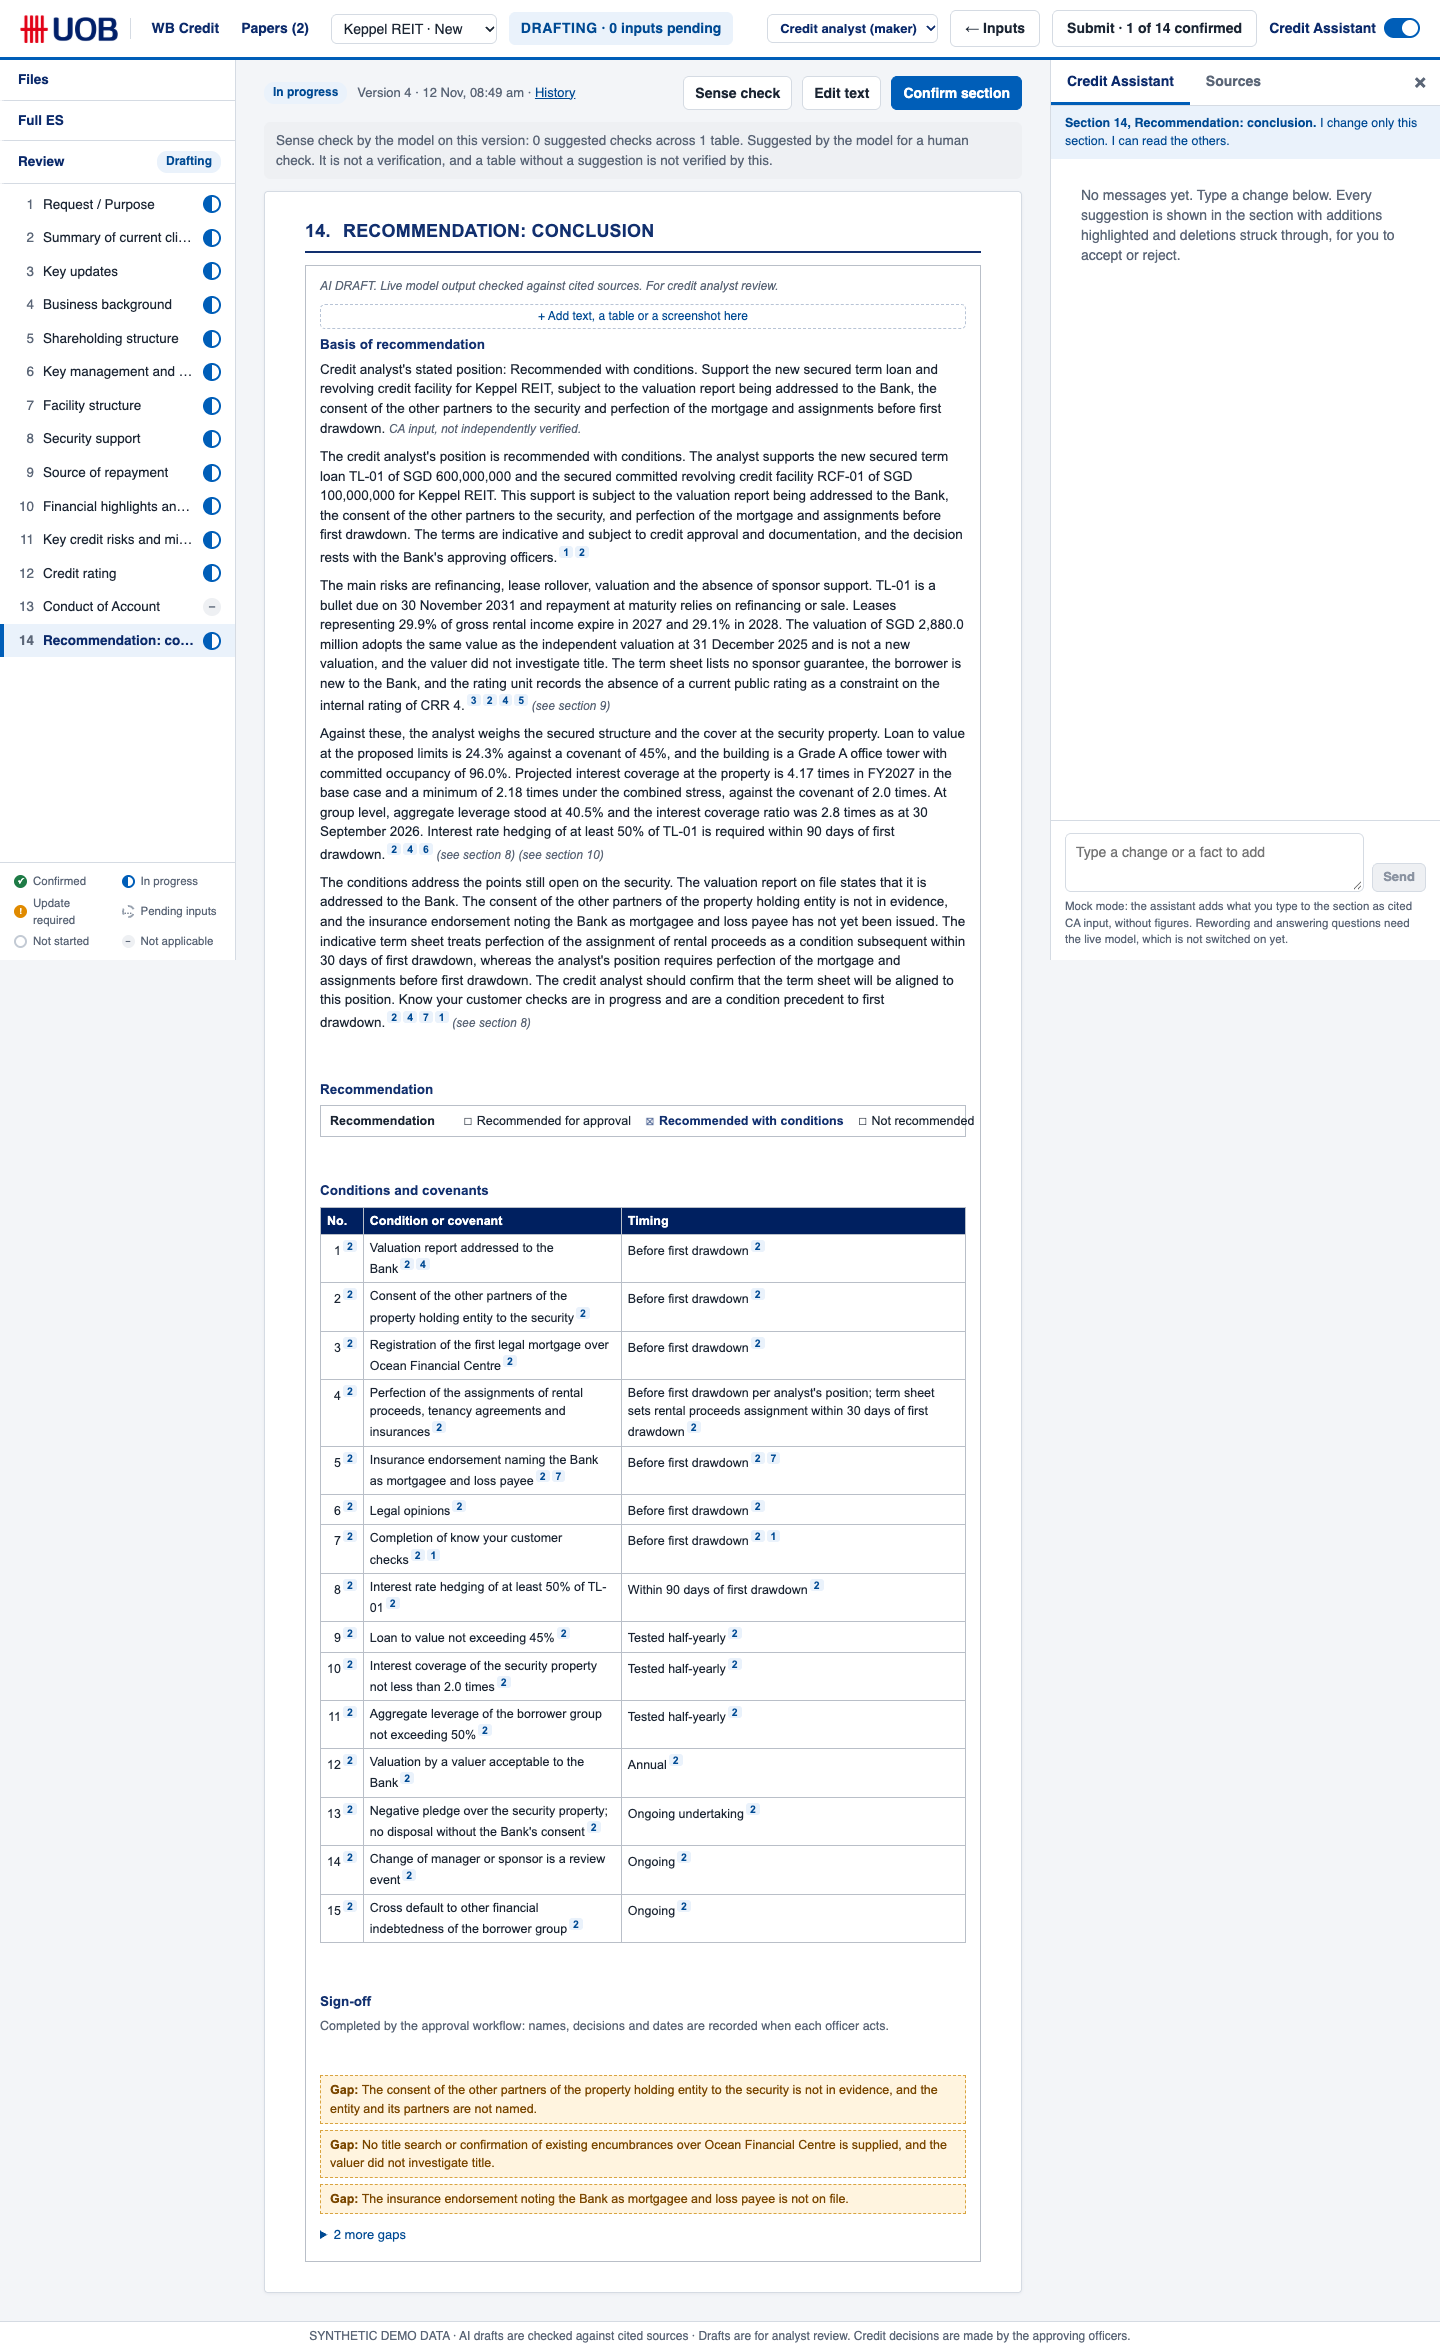 UOB
WB Credit
Papers (2)
Keppel REIT · New
DRAFTING · 0 inputs pending
Credit analyst (maker)
← Inputs
Submit · 1 of 14 confirmed
Credit Assistant
Files
Full ES
Review
Drafting
1 Request / Purpose
2 Summary of current cli...
3 Key updates
4 Business background
5 Shareholding structure
6 Key management and ...
7 Facility structure
8 Security support
9 Source of repayment
10 Financial highlights an...
11 Key credit risks and mi...
12 Credit rating
13 Conduct of Account
14 Recommendation: co...
Confirmed
In progress
Update required
Pending inputs
Not started
Not applicable
In progress
Version 4 · 12 Nov, 08:49 am · History
Sense check
Edit text
Confirm section
Sense check by the model on this version: 0 suggested checks across 1 table. Suggested by the model for a human
check. It is not a verification, and a table without a suggestion is not verified by this.
14. RECOMMENDATION: CONCLUSION
AI DRAFT. Live model output checked against cited sources. For credit analyst review.
+ Add text, a table or a screenshot here
Basis of recommendation
Credit analyst's stated position: Recommended with conditions. Support the new secured term loan and
revolving credit facility for Keppel REIT, subject to the valuation report being addressed to the Bank, the
consent of the other partners to the security and perfection of the mortgage and assignments before first
drawdown. CA input, not independently verified.
The credit analyst's position is recommended with conditions. The analyst supports the new secured term
loan TL-01 of SGD 600,000,000 and the secured committed revolving credit facility RCF-01 of SGD
100,000,000 for Keppel REIT. This support is subject to the valuation report being addressed to the Bank,
the consent of the other partners to the security, and perfection of the mortgage and assignments before
first drawdown. The terms are indicative and subject to credit approval and documentation, and the decision
rests with the Bank's approving officers. 1 2
The main risks are refinancing, lease rollover, valuation and the absence of sponsor support. TL-01 is a
bullet due on 30 November 2031 and repayment at maturity relies on refinancing or sale. Leases
representing 29.9% of gross rental income expire in 2027 and 29.1% in 2028. The valuation of SGD 2,880.0
million adopts the same value as the independent valuation at 31 December 2025 and is not a new
valuation, and the valuer did not investigate title. The term sheet lists no sponsor guarantee, the borrower is
new to the Bank, and the rating unit records the absence of a current public rating as a constraint on the
internal rating of CRR 4. 3 2 4 5 (see section 9)
Against these, the analyst weighs the secured structure and the cover at the security property. Loan to value
at the proposed limits is 24.3% against a covenant of 45%, and the building is a Grade A office tower with
committed occupancy of 96.0%. Projected interest coverage at the property is 4.17 times in FY2027 in the
base case and a minimum of 2.18 times under the combined stress, against the covenant of 2.0 times. At
group level, aggregate leverage stood at 40.5% and the interest coverage ratio was 2.8 times as at 30
September 2026. Interest rate hedging of at least 50% of TL-01 is required within 90 days of first
drawdown. 2 4 6 (see section 8) (see section 10)
The conditions address the points still open on the security. The valuation report on file states that it is
addressed to the Bank. The consent of the other partners of the property holding entity is not in evidence,
and the insurance endorsement noting the Bank as mortgagee and loss payee has not yet been issued. The
indicative term sheet treats perfection of the assignment of rental proceeds as a condition subsequent within
30 days of first drawdown, whereas the analyst's position requires perfection of the mortgage and
assignments before first drawdown. The credit analyst should confirm that the term sheet will be aligned to
this position. Know your customer checks are in progress and are a condition precedent to first
drawdown. 2 4 7 1 (see section 8)
Recommendation
Recommendation ☐ Recommended for approval ☒ Recommended with conditions ☐ Not recommended
Conditions and covenants
No. Condition or covenant Timing
1 2 Valuation report addressed to the Bank 2 4 Before first drawdown 2
2 2 Consent of the other partners of the property holding entity to the security 2 Before first drawdown 2
3 2 Registration of the first legal mortgage over Ocean Financial Centre 2 Before first drawdown 2
4 2 Perfection of the assignments of rental proceeds, tenancy agreements and insurances 2 Before first drawdown per analyst's position; term sheet sets rental proceeds assignment within 30 days of first drawdown 2
5 2 Insurance endorsement naming the Bank as mortgagee and loss payee 2 7 Before first drawdown 2 7
6 2 Legal opinions 2 Before first drawdown 2
7 2 Completion of know your customer checks 2 1 Before first drawdown 2 1
8 2 Interest rate hedging of at least 50% of TL-01 2 Within 90 days of first drawdown 2
9 2 Loan to value not exceeding 45% 2 Tested half-yearly 2
10 2 Interest coverage of the security property not less than 2.0 times 2 Tested half-yearly 2
11 2 Aggregate leverage of the borrower group not exceeding 50% 2 Tested half-yearly 2
12 2 Valuation by a valuer acceptable to the Bank 2 Annual 2
13 2 Negative pledge over the security property; no disposal without the Bank's consent 2 Ongoing undertaking 2
14 2 Change of manager or sponsor is a review event 2 Ongoing 2
15 2 Cross default to other financial indebtedness of the borrower group 2 Ongoing 2
Sign-off
Completed by the approval workflow: names, decisions and dates are recorded when each officer acts.
Gap: The consent of the other partners of the property holding entity to the security is not in evidence, and the
entity and its partners are not named.
Gap: No title search or confirmation of existing encumbrances over Ocean Financial Centre is supplied, and the
valuer did not investigate title.
Gap: The insurance endorsement noting the Bank as mortgagee and loss payee is not on file.
▶ 2 more gaps
Credit Assistant
Sources
×
Section 14, Recommendation: conclusion. I change only this
section. I can read the others.
No messages yet. Type a change below. Every
suggestion is shown in the section with additions
highlighted and deletions struck through, for you to
accept or reject.
Type a change or a fact to add
Send
Mock mode: the assistant adds what you type to the section as cited
CA input, without figures. Rewording and answering questions need
the live model, which is not switched on yet.
SYNTHETIC DEMO DATA · AI drafts are checked against cited sources · Drafts are for analyst review. Credit decisions are made by the approving officers.